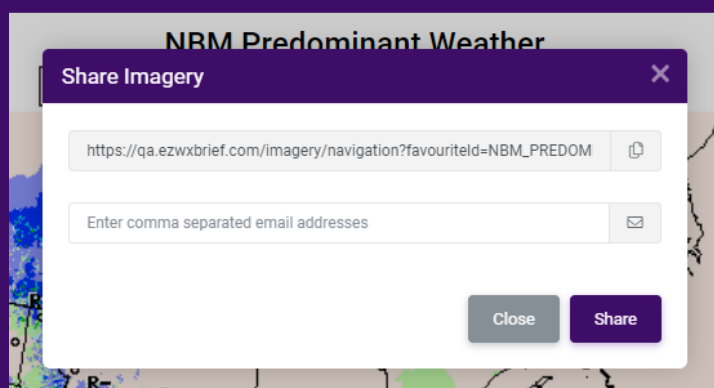 NBM Predominant Weather
Share Imagery
https://qa.ezwxbrief.com/imagery/navigation?favouriteId=NBM_PREDOM
Enter comma separated email addresses
Close
Share
R
R-